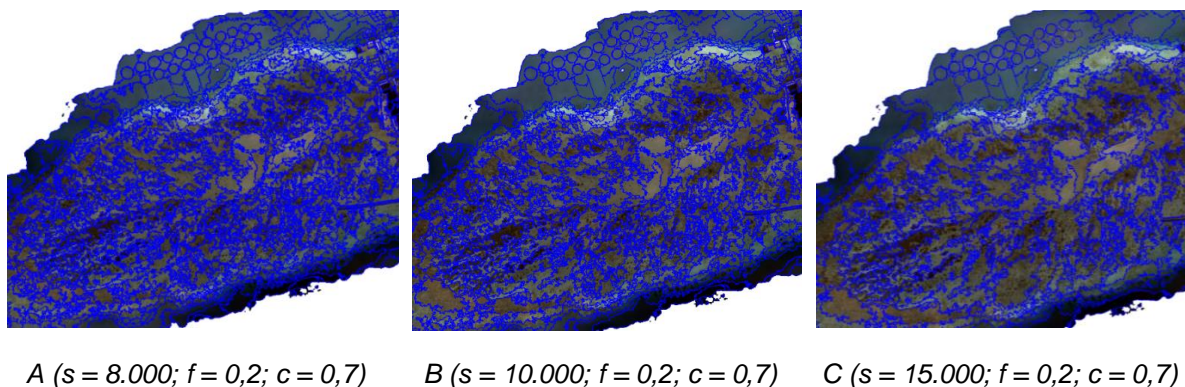 A (s = 8.000; f = 0,2; c = 0,7) B (s = 10.000; f = 0,2; c = 0,7) C (s = 15.000; f = 0,2; c = 0,7)